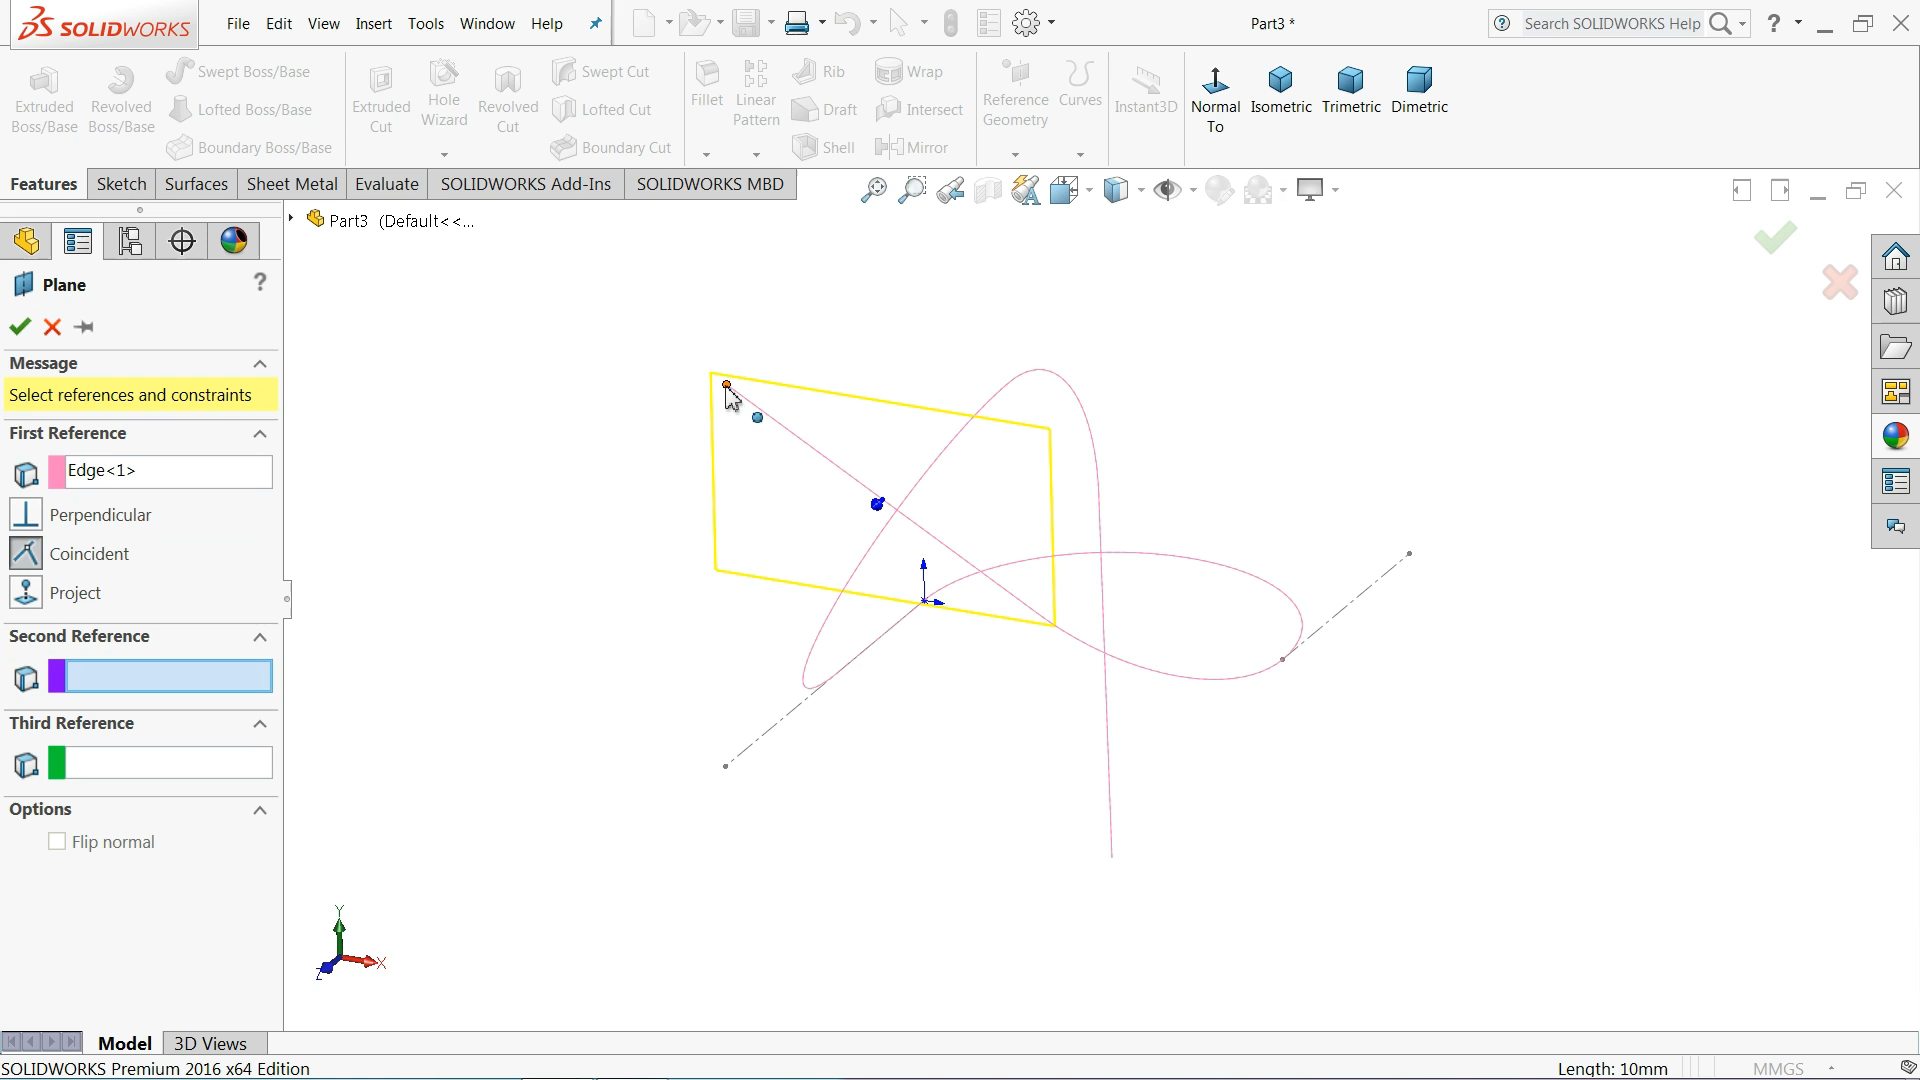 SOLIDWORKS
File Edit View Insert Tools Window Help
Part3 *
Search SOLIDWORKS Help
?
Extruded Boss/Base
Revolved Boss/Base
Swept Boss/Base
Lofted Boss/Base
Boundary Boss/Base
Extruded Cut
Hole Wizard
Revolved Cut
Swept Cut
Lofted Cut
Boundary Cut
Fillet
Linear Pattern
Rib
Draft
Shell
Wrap
Intersect
Mirror
Reference Geometry
Curves
Instant3D
Normal To
Isometric
Trimetric
Dimetric
Features Sketch Surfaces Sheet Metal Evaluate SOLIDWORKS Add-Ins SOLIDWORKS MBD
Part3 (Default<<...
Plane
?
Message
Select references and constraints
First Reference
Edge<1>
Perpendicular
Coincident
Project
Second Reference
Third Reference
Options
Flip normal
Y
X
Z
Model 3D Views
SOLIDWORKS Premium 2016 x64 Edition
Length: 10mm
MMGS